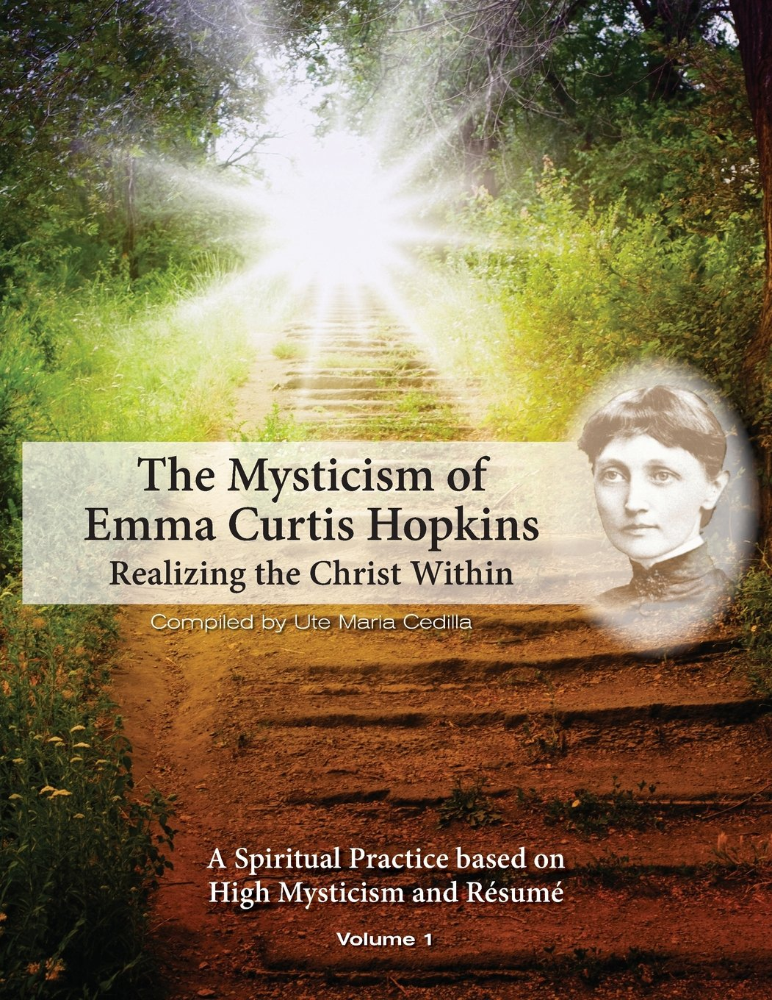 The Mysticism of
Emma Curtis Hopkins
Realizing the Christ Within
Compiled by Ute Maria Cedilla
A Spiritual Practice based on
High Mysticism and Résumé
Volume 1